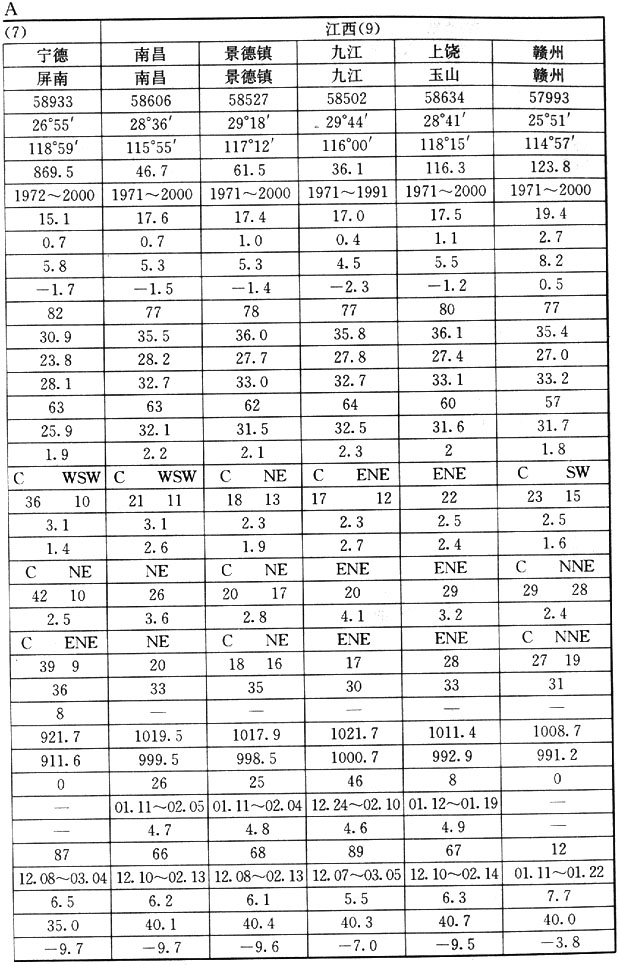 A
(7) 江西(9)
宁德 南昌 景德镇 九江 上饶 赣州
屏南 南昌 景德镇 九江 玉山 赣州
58933 58606 58527 58502 58634 57993
26°55′ 28°36′ 29°18′ 29°44′ 28°41′ 25°51′
118°59′ 115°55′ 117°12′ 116°00′ 118°15′ 114°57′
869.5 46.7 61.5 36.1 116.3 123.8
1972～2000 1971～2000 1971～2000 1971～1991 1971～2000 1971～2000
15.1 17.6 17.4 17.0 17.5 19.4
0.7 0.7 1.0 0.4 1.1 2.7
5.8 5.3 5.3 4.5 5.5 8.2
−1.7 −1.5 −1.4 −2.3 −1.2 0.5
82 77 78 77 80 77
30.9 35.5 36.0 35.8 36.1 35.4
23.8 28.2 27.7 27.8 27.4 27.0
28.1 32.7 33.0 32.7 33.1 33.2
63 63 62 64 60 57
25.9 32.1 31.5 32.5 31.6 31.7
1.9 2.2 2.1 2.3 2 1.8
C WSW C WSW C NE C ENE ENE C SW
36 10 21 11 18 13 17 12 22 23 15
3.1 3.1 2.3 2.3 2.5 2.5
1.4 2.6 1.9 2.7 2.4 1.6
C NE NE C NE ENE ENE C NNE
42 10 26 20 17 20 29 29 28
2.5 3.6 2.8 4.1 3.2 2.4
C ENE NE C NE ENE ENE C NNE
39 9 20 18 16 17 28 27 19
36 33 35 30 33 31
8 — — — — —
921.7 1019.5 1017.9 1021.7 1011.4 1008.7
911.6 999.5 998.5 1000.7 992.9 991.2
0 26 25 46 8 0
— 01.11～02.05 01.11～02.04 12.24～02.10 01.12～01.19 —
— 4.7 4.8 4.6 4.9 —
87 66 68 89 67 12
12.08～03.04 12.10～02.13 12.08～02.13 12.07～03.05 12.10～02.14 01.11～01.22
6.5 6.2 6.1 5.5 6.3 7.7
35.0 40.1 40.4 40.3 40.7 40.0
−9.7 −9.7 −9.6 −7.0 −9.5 −3.8